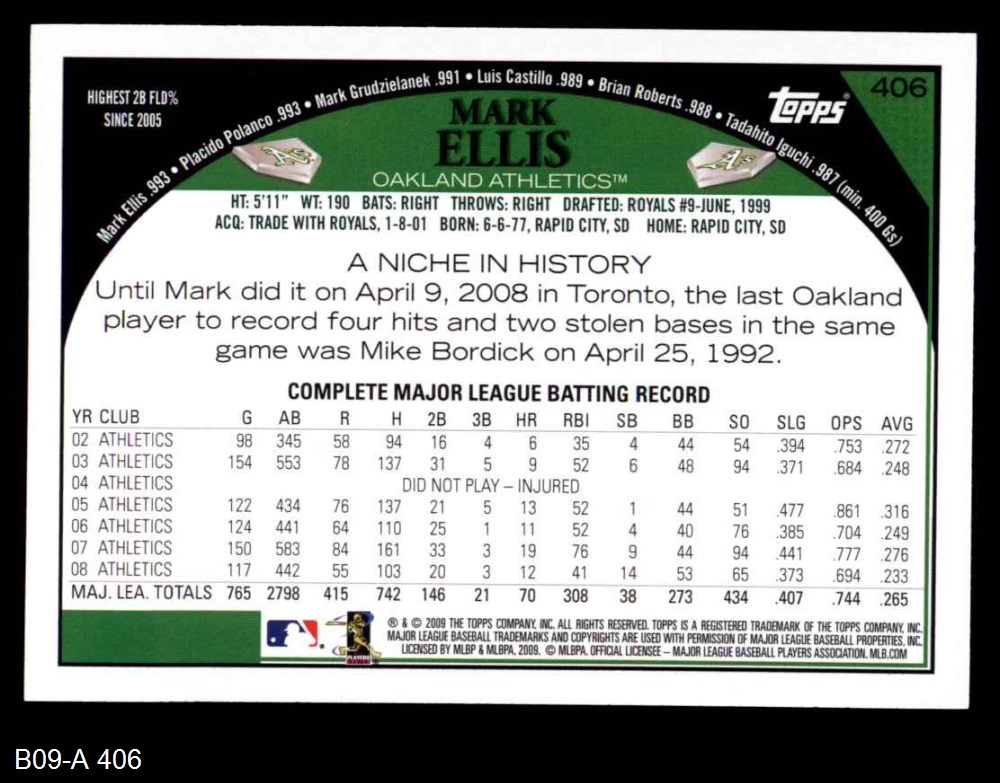 HIGHEST 2B FLD%
SINCE 2005
Mark Ellis .993 • Placido Polanco .993 • Mark Grudzielanek .991 • Luis Castillo .989 • Brian Roberts .988 • Tadahito Iguchi .987 (min. 400 Gs)
topps®
406
MARK
ELLIS
A's
A's
OAKLAND ATHLETICS™
HT: 5'11" WT: 190 BATS: RIGHT THROWS: RIGHT DRAFTED: ROYALS #9-JUNE, 1999
ACQ: TRADE WITH ROYALS, 1-8-01 BORN: 6-6-77, RAPID CITY, SD HOME: RAPID CITY, SD
A NICHE IN HISTORY
Until Mark did it on April 9, 2008 in Toronto, the last Oakland
player to record four hits and two stolen bases in the same
game was Mike Bordick on April 25, 1992.
COMPLETE MAJOR LEAGUE BATTING RECORD
YR CLUB G AB R H 2B 3B HR RBI SB BB SO SLG OPS AVG
02 ATHLETICS 98 345 58 94 16 4 6 35 4 44 54 .394 .753 .272
03 ATHLETICS 154 553 78 137 31 5 9 52 6 48 94 .371 .684 .248
04 ATHLETICS DID NOT PLAY – INJURED
05 ATHLETICS 122 434 76 137 21 5 13 52 1 44 51 .477 .861 .316
06 ATHLETICS 124 441 64 110 25 1 11 52 4 40 76 .385 .704 .249
07 ATHLETICS 150 583 84 161 33 3 19 76 9 44 94 .441 .777 .276
08 ATHLETICS 117 442 55 103 20 3 12 41 14 53 65 .373 .694 .233
MAJ. LEA. TOTALS 765 2798 415 742 146 21 70 308 38 273 434 .407 .744 .265
® & © 2009 THE TOPPS COMPANY, INC. ALL RIGHTS RESERVED. TOPPS IS A REGISTERED TRADEMARK OF THE TOPPS COMPANY, INC.
MAJOR LEAGUE BASEBALL TRADEMARKS AND COPYRIGHTS ARE USED WITH PERMISSION OF MAJOR LEAGUE BASEBALL PROPERTIES, INC.
LICENSED BY MLBP & MLBPA, 2009. © MLBPA. OFFICIAL LICENSEE – MAJOR LEAGUE BASEBALL PLAYERS ASSOCIATION. MLB.COM
B09-A 406